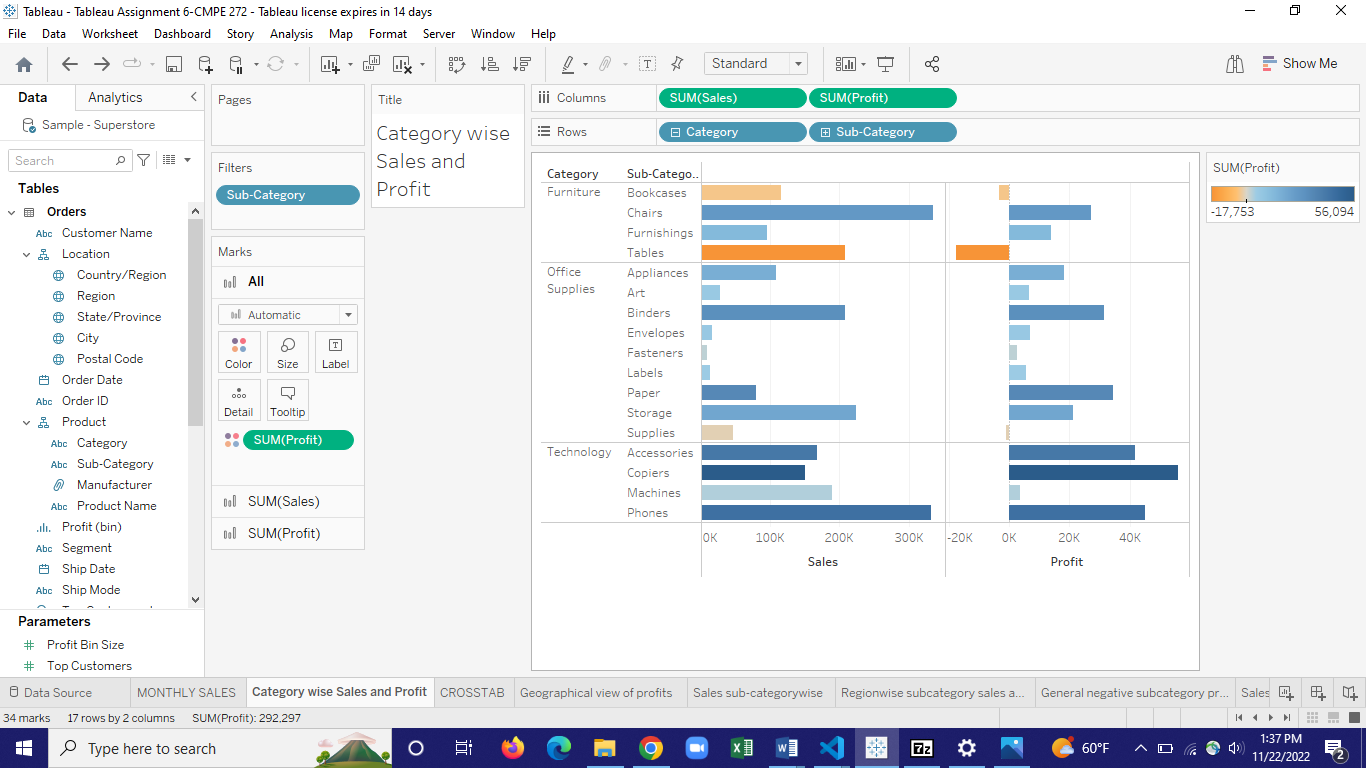 Tableau - Tableau Assignment 6-CMPE 272 - Tableau license expires in 14 days
File Data Worksheet Dashboard Story Analysis Map Format Server Window Help
Standard
Show Me
Data Analytics
Sample - Superstore
Search
Tables
Orders
Abc Customer Name
Location
Country/Region
Region
State/Province
City
Postal Code
Order Date
Abc Order ID
Product
Abc Category
Abc Sub-Category
Manufacturer
Abc Product Name
Profit (bin)
Abc Segment
Ship Date
Abc Ship Mode
Parameters
Profit Bin Size
Top Customers
Pages
Filters
Sub-Category
Marks
All
Automatic
Color Size Label
Detail Tooltip
SUM(Profit)
SUM(Sales)
SUM(Profit)
Title
Category wise
Sales and
Profit
Columns SUM(Sales) SUM(Profit)
Rows Category Sub-Category
Category Sub-Catego..
Furniture Bookcases
Chairs
Furnishings
Tables
Office
Supplies
Appliances
Art
Binders
Envelopes
Fasteners
Labels
Paper
Storage
Supplies
Technology Accessories
Copiers
Machines
Phones
0K 100K 200K 300K -20K 0K 20K 40K
Sales Profit
SUM(Profit)
-17,753 56,094
Data Source MONTHLY SALES Category wise Sales and Profit CROSSTAB Geographical view of profits Sales sub-categorywise Regionwise subcategory sales a... General negative subcategory pr... Sales
34 marks 17 rows by 2 columns SUM(Profit): 292,297
Type here to search
7z
60°F
1:37 PM
11/22/2022
2